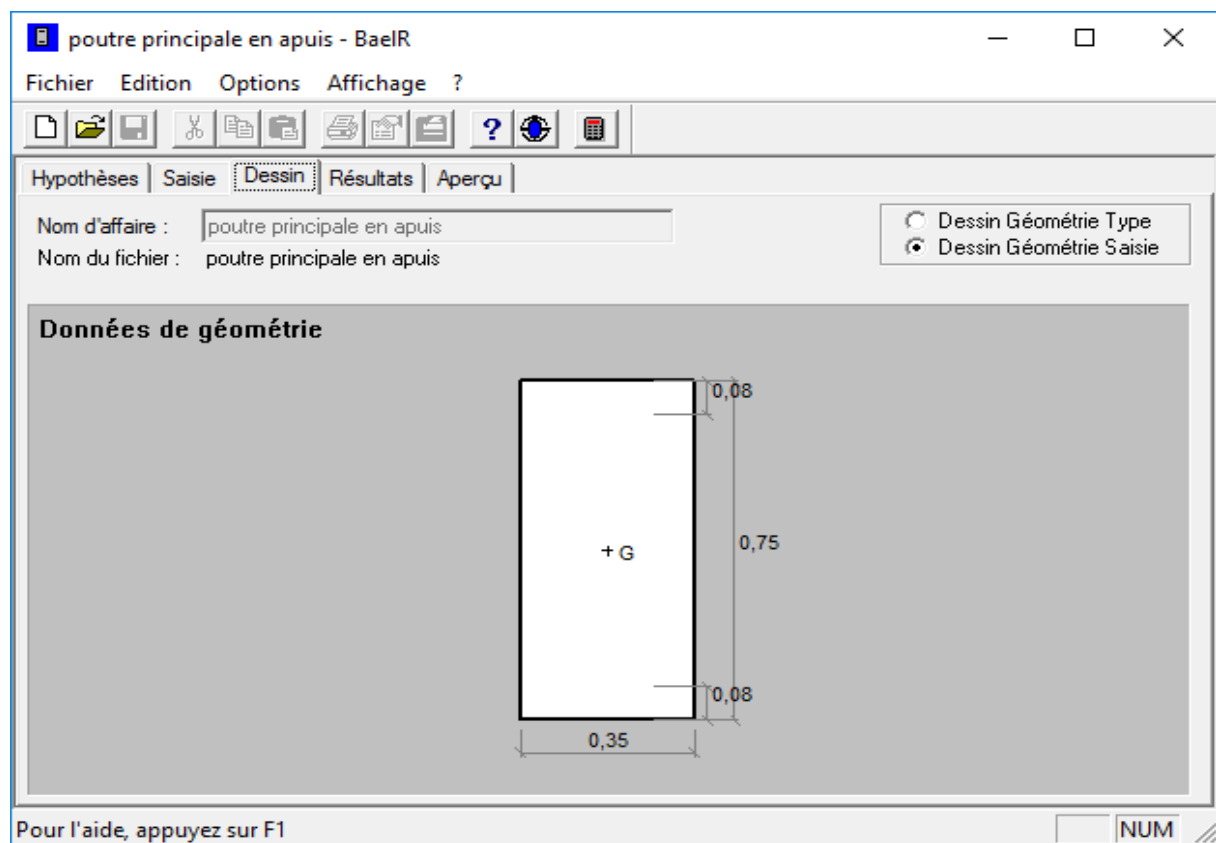 poutre principale en apuis - BaelR
Fichier Edition Options Affichage ?
Hypothèses Saisie Dessin Résultats Aperçu
Nom d'affaire : poutre principale en apuis
Nom du fichier : poutre principale en apuis
Dessin Géométrie Type
Dessin Géométrie Saisie
Données de géométrie
0,08
0,75
+ G
0,08
0,35
Pour l'aide, appuyez sur F1 NUM